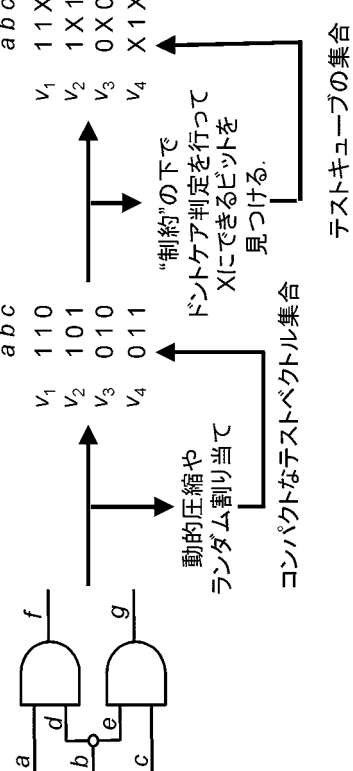 a
b
c
d
e
f
g
a b c
v1 1 1 0
v2 1 0 1
v3 0 1 0
v4 0 1 1
動的圧縮や
ランダム割り当て
コンパクトなテストベクトル集合
a b c
v1 1 1 X
v2 1 X 1
v3 0 X 0
v4 X 1 X
“制約”の下で
ドントケア判定を行って
Xにできるビットを
見つける.
テストキューブの集合